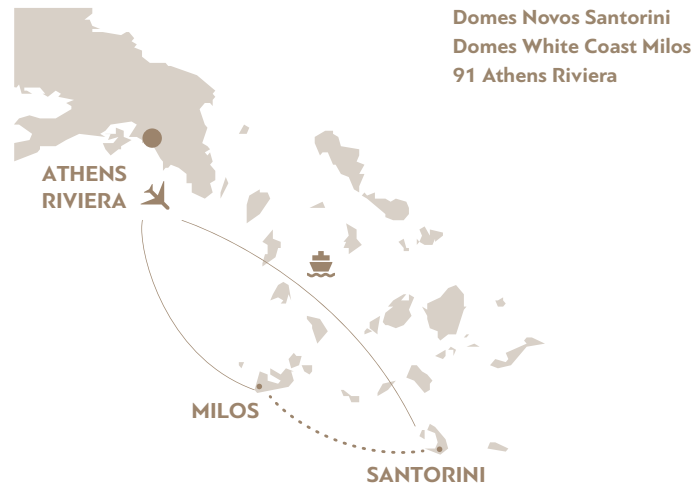 Domes Novos Santorini
Domes White Coast Milos
91 Athens Riviera
ATHENS
RIVIERA
MILOS
SANTORINI